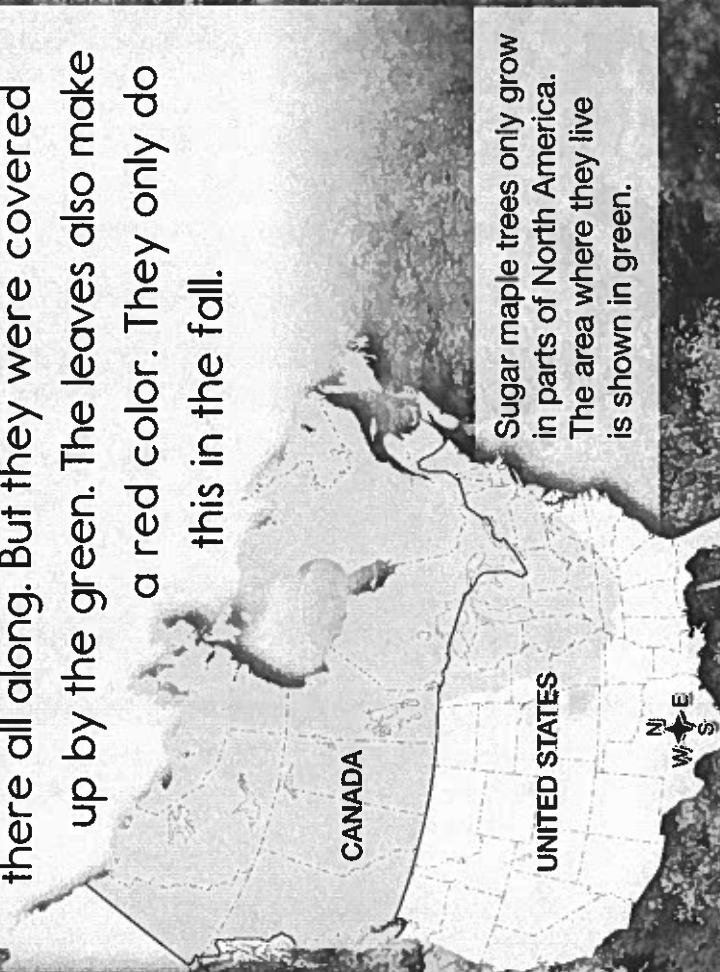 there all along. But they were covered
up by the green. The leaves also make
a red color. They only do
this in the fall.
Sugar maple trees only grow
in parts of North America.
The area where they live
is shown in green.
CANADA
UNITED STATES
N
W E
S